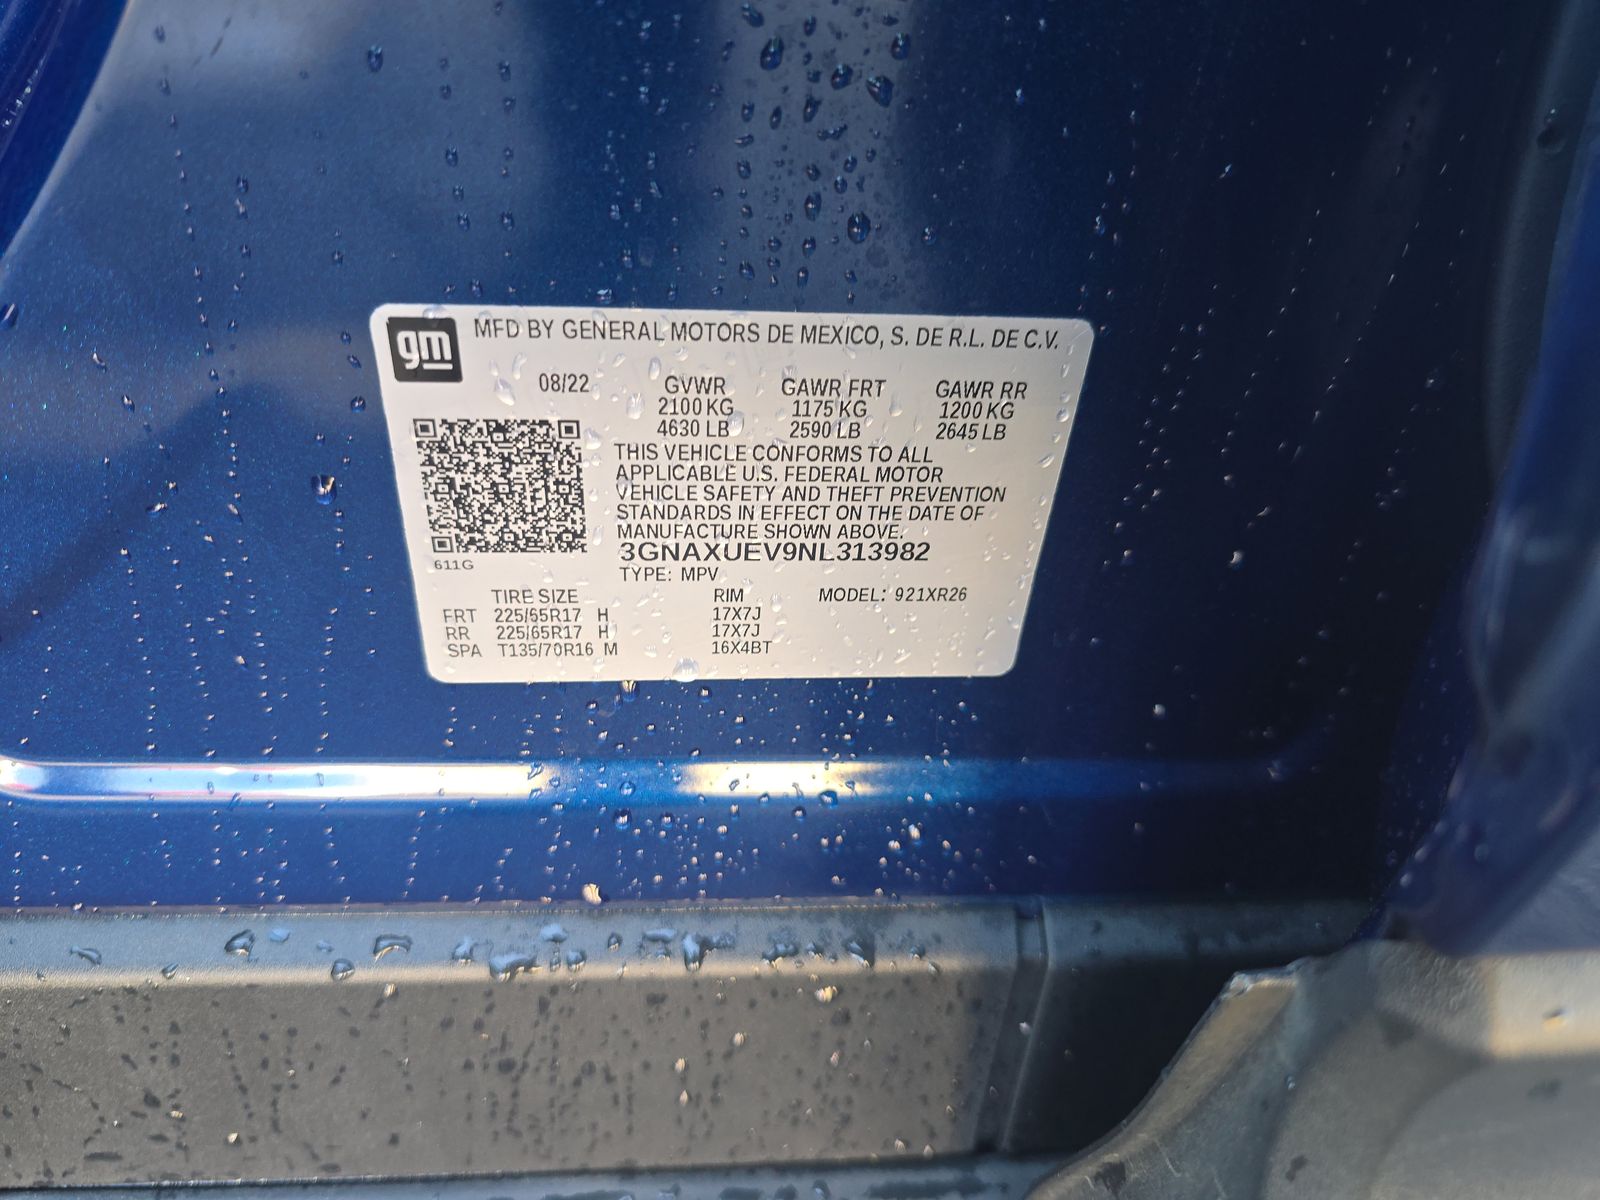 gm
MFD BY GENERAL MOTORS DE MEXICO, S. DE R.L. DE C.V.
08/22 GVWR GAWR FRT GAWR RR
2100 KG 1175 KG 1200 KG
4630 LB 2590 LB 2645 LB
THIS VEHICLE CONFORMS TO ALL
APPLICABLE U.S. FEDERAL MOTOR
VEHICLE SAFETY AND THEFT PREVENTION
STANDARDS IN EFFECT ON THE DATE OF
MANUFACTURE SHOWN ABOVE.
3GNAXUEV9NL313982
611G
TYPE: MPV
TIRE SIZE RIM MODEL: 921XR26
FRT 225/65R17 H 17X7J
RR 225/65R17 H 17X7J
SPA T135/70R16 M 16X4BT